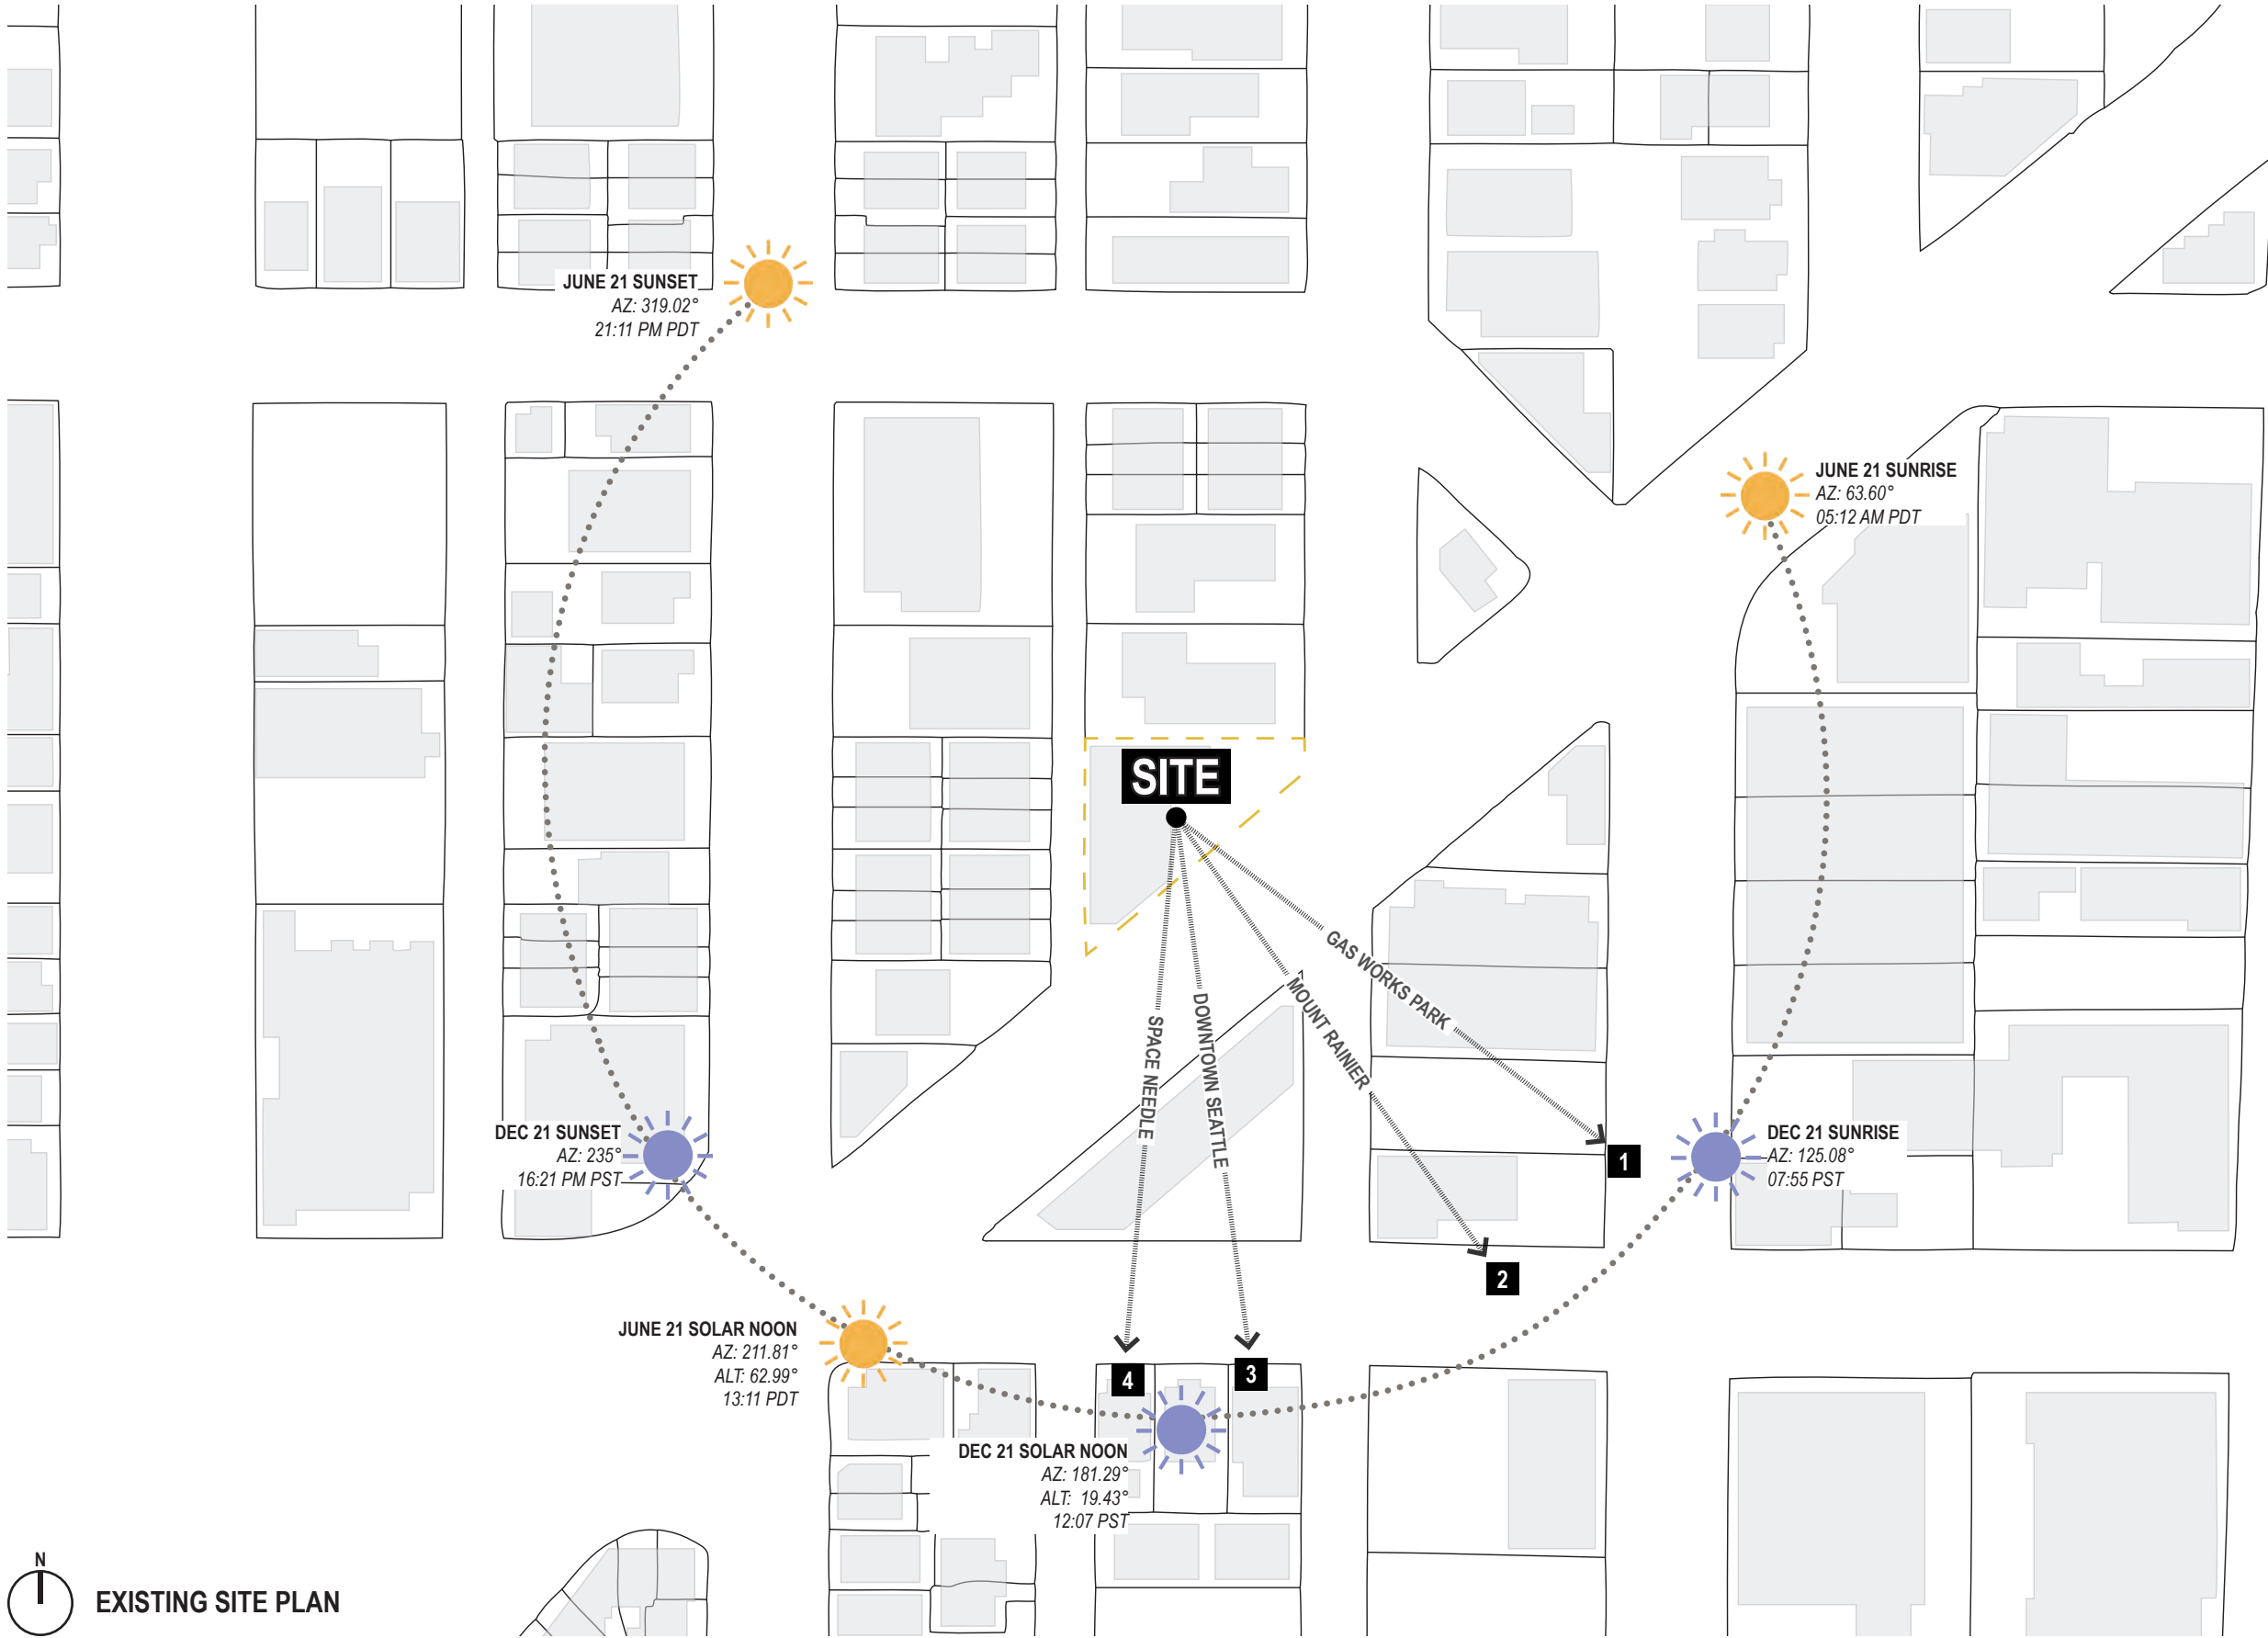 JUNE 21 SUNSET
AZ: 319.02°
21:11 PM PDT
JUNE 21 SUNRISE
AZ: 63.60°
05:12 AM PDT
SITE
GAS WORKS PARK
MOUNT RAINIER
DOWNTOWN SEATTLE
SPACE NEEDLE
DEC 21 SUNSET
AZ: 235°
16:21 PM PST
1
DEC 21 SUNRISE
AZ: 125.08°
07:55 PST
2
JUNE 21 SOLAR NOON
AZ: 211.81°
ALT: 62.99°
13:11 PDT
4
3
DEC 21 SOLAR NOON
AZ: 181.29°
ALT: 19.43°
12:07 PST
N
EXISTING SITE PLAN